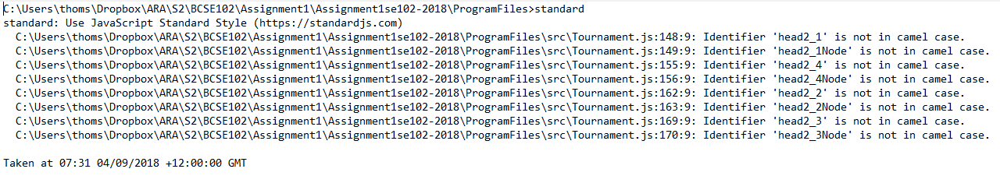 C:\Users\thoms\Dropbox\ARA\S2\BCSE102\Assignment1\Assignment1se102-2018\ProgramFiles>standard
standard: Use JavaScript Standard Style (https://standardjs.com)
  C:\Users\thoms\Dropbox\ARA\S2\BCSE102\Assignment1\Assignment1se102-2018\ProgramFiles\src\Tournament.js:148:9: Identifier 'head2_1' is not in camel case.
  C:\Users\thoms\Dropbox\ARA\S2\BCSE102\Assignment1\Assignment1se102-2018\ProgramFiles\src\Tournament.js:149:9: Identifier 'head2_1Node' is not in camel case.
  C:\Users\thoms\Dropbox\ARA\S2\BCSE102\Assignment1\Assignment1se102-2018\ProgramFiles\src\Tournament.js:155:9: Identifier 'head2_4' is not in camel case.
  C:\Users\thoms\Dropbox\ARA\S2\BCSE102\Assignment1\Assignment1se102-2018\ProgramFiles\src\Tournament.js:156:9: Identifier 'head2_4Node' is not in camel case.
  C:\Users\thoms\Dropbox\ARA\S2\BCSE102\Assignment1\Assignment1se102-2018\ProgramFiles\src\Tournament.js:162:9: Identifier 'head2_2' is not in camel case.
  C:\Users\thoms\Dropbox\ARA\S2\BCSE102\Assignment1\Assignment1se102-2018\ProgramFiles\src\Tournament.js:163:9: Identifier 'head2_2Node' is not in camel case.
  C:\Users\thoms\Dropbox\ARA\S2\BCSE102\Assignment1\Assignment1se102-2018\ProgramFiles\src\Tournament.js:169:9: Identifier 'head2_3' is not in camel case.
  C:\Users\thoms\Dropbox\ARA\S2\BCSE102\Assignment1\Assignment1se102-2018\ProgramFiles\src\Tournament.js:170:9: Identifier 'head2_3Node' is not in camel case.
Taken at 07:31 04/09/2018 +12:00:00 GMT